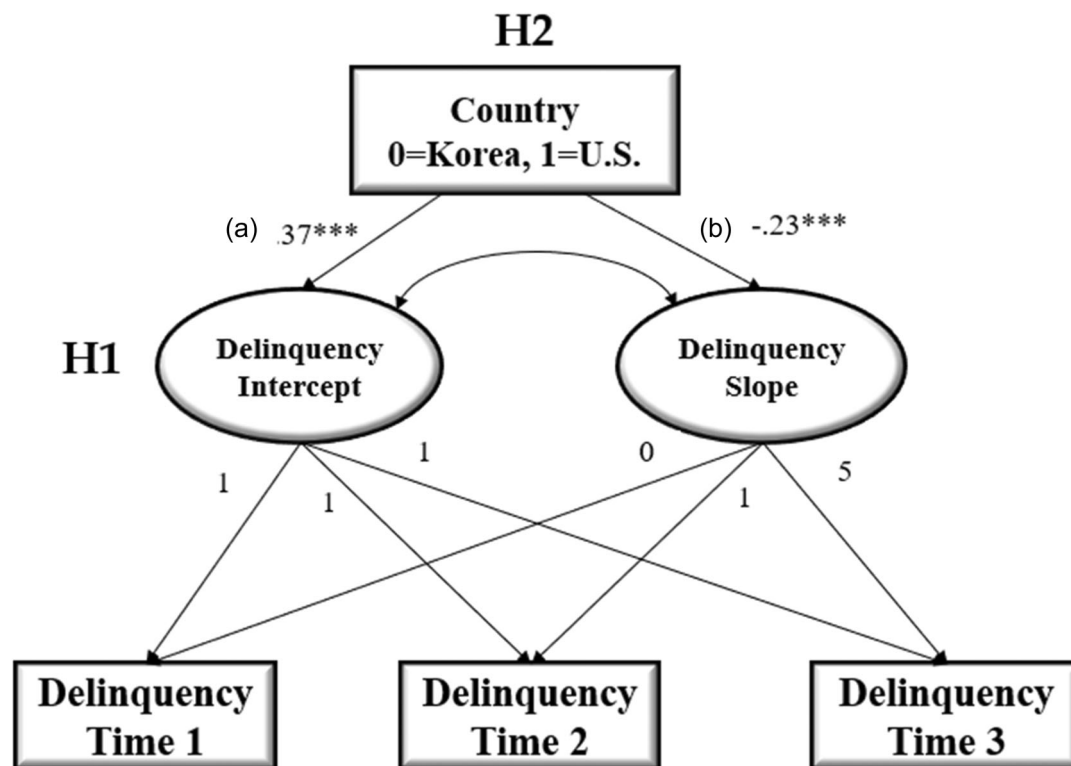 H2
Country
0=Korea, 1=U.S.
(a) .37***
(b) -.23***
H1
Delinquency
Intercept
Delinquency
Slope
1
1
1
0
1
5
Delinquency
Time 1
Delinquency
Time 2
Delinquency
Time 3